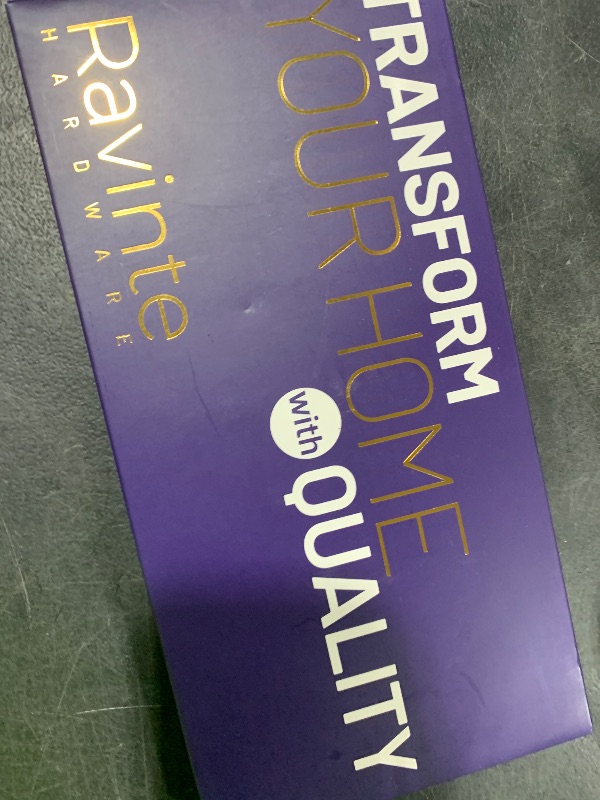 TRANSFORM
YOUR HOME
with QUALITY
Ravinte
HARDWARE